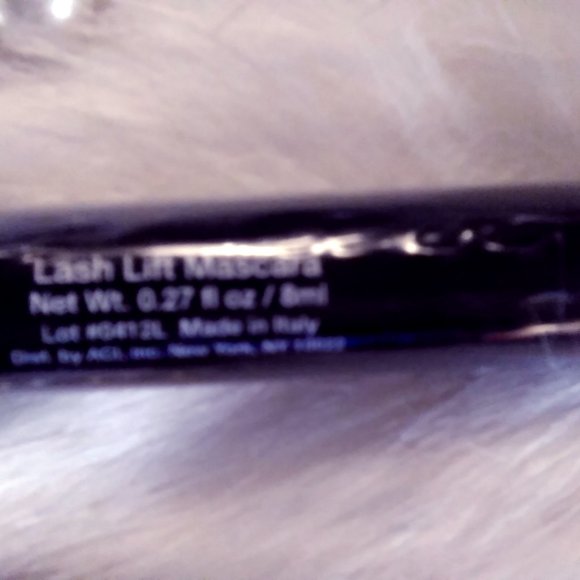 Lash Lift Mascara
Net Wt. 0.27 fl oz / 8ml
Lot #0412L Made in Italy
Dist. by ACI, Inc. New York, NY